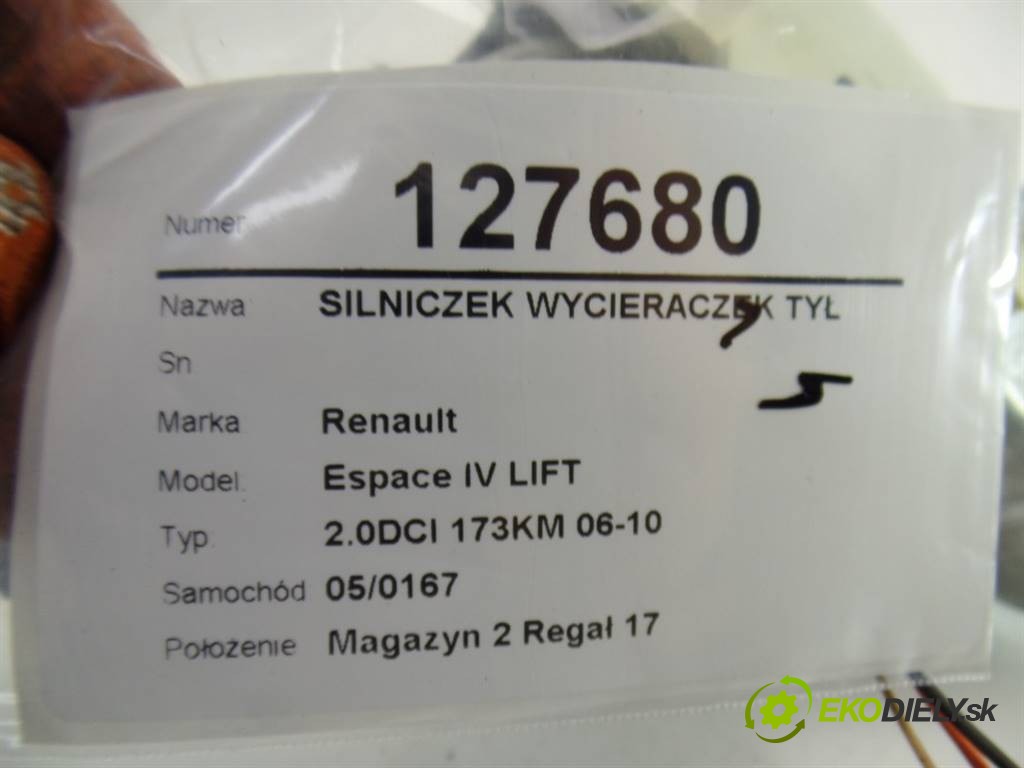 Numer 127680
Nazwa SILNICZEK WYCIERACZEK TYŁ
Sn
Marka Renault
Model: Espace IV LIFT
Typ: 2.0DCI 173KM 06-10
Samochód 05/0167
Położenie Magazyn 2 Regał 17
EKODIELY.sk